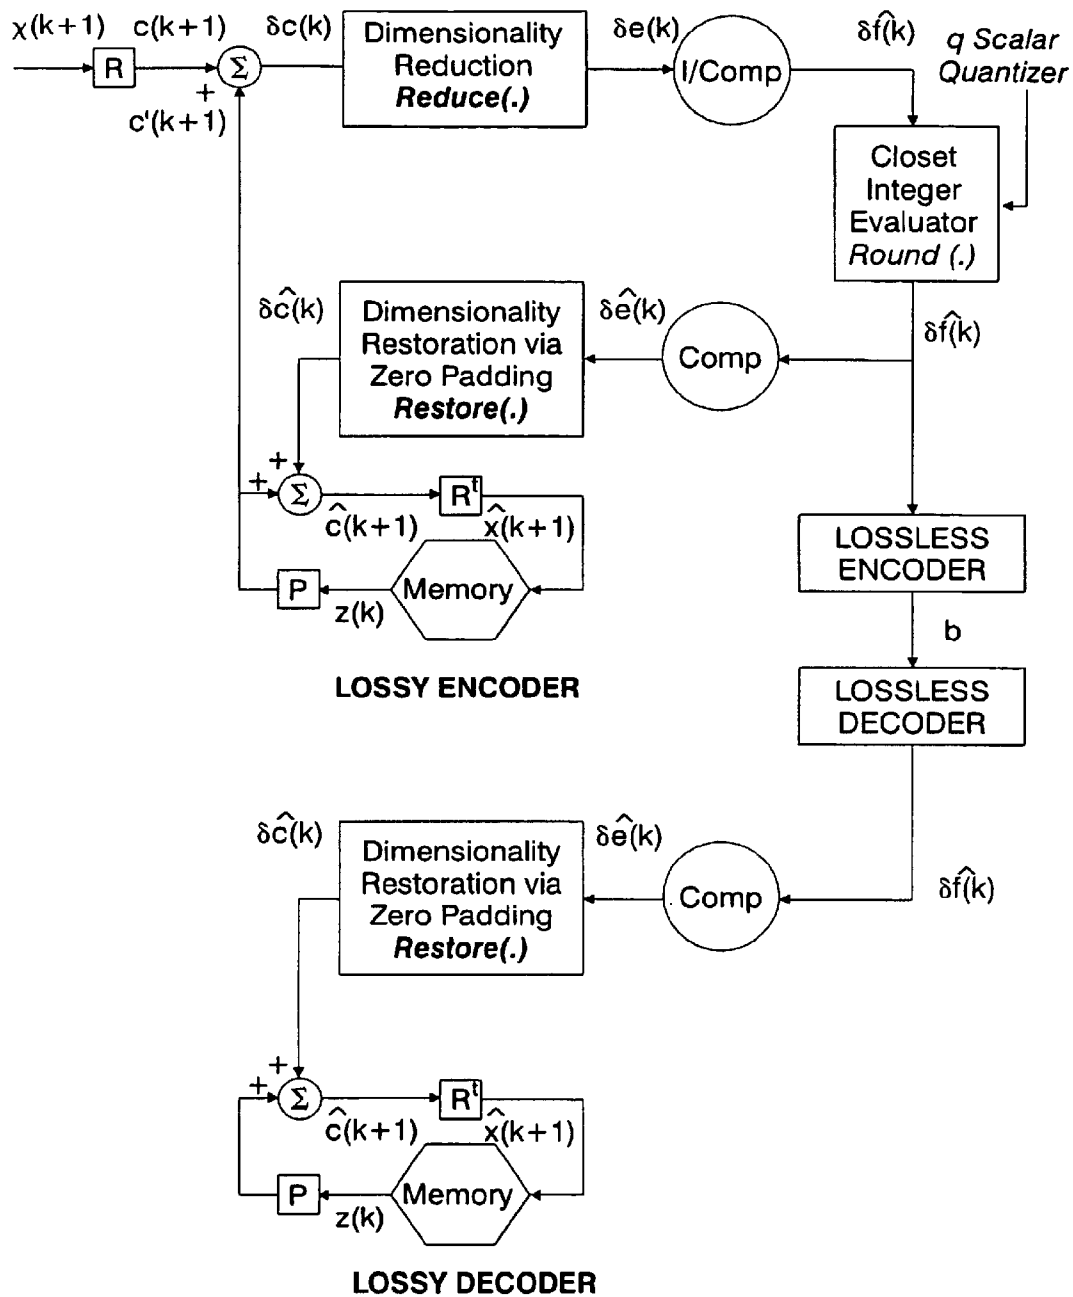 χ(k+1)
R
c(k+1)
Σ
+
c'(k+1)
δc(k)
Dimensionality
Reduction
Reduce(.)
δe(k)
I/Comp
δf̂(k)
q Scalar
Quantizer
Closet
Integer
Evaluator
Round (.)
δĉ(k)
Dimensionality
Restoration via
Zero Padding
Restore(.)
δê(k)
Comp
δf̂(k)
+
+
Σ
ĉ(k+1)
Rᵗ
x̂(k+1)
P
z(k)
Memory
LOSSY ENCODER
LOSSLESS
ENCODER
b
LOSSLESS
DECODER
δĉ(k)
Dimensionality
Restoration via
Zero Padding
Restore(.)
δê(k)
Comp
δf̂(k)
+
+
Σ
ĉ(k+1)
Rᵗ
x̂(k+1)
P
z(k)
Memory
LOSSY DECODER